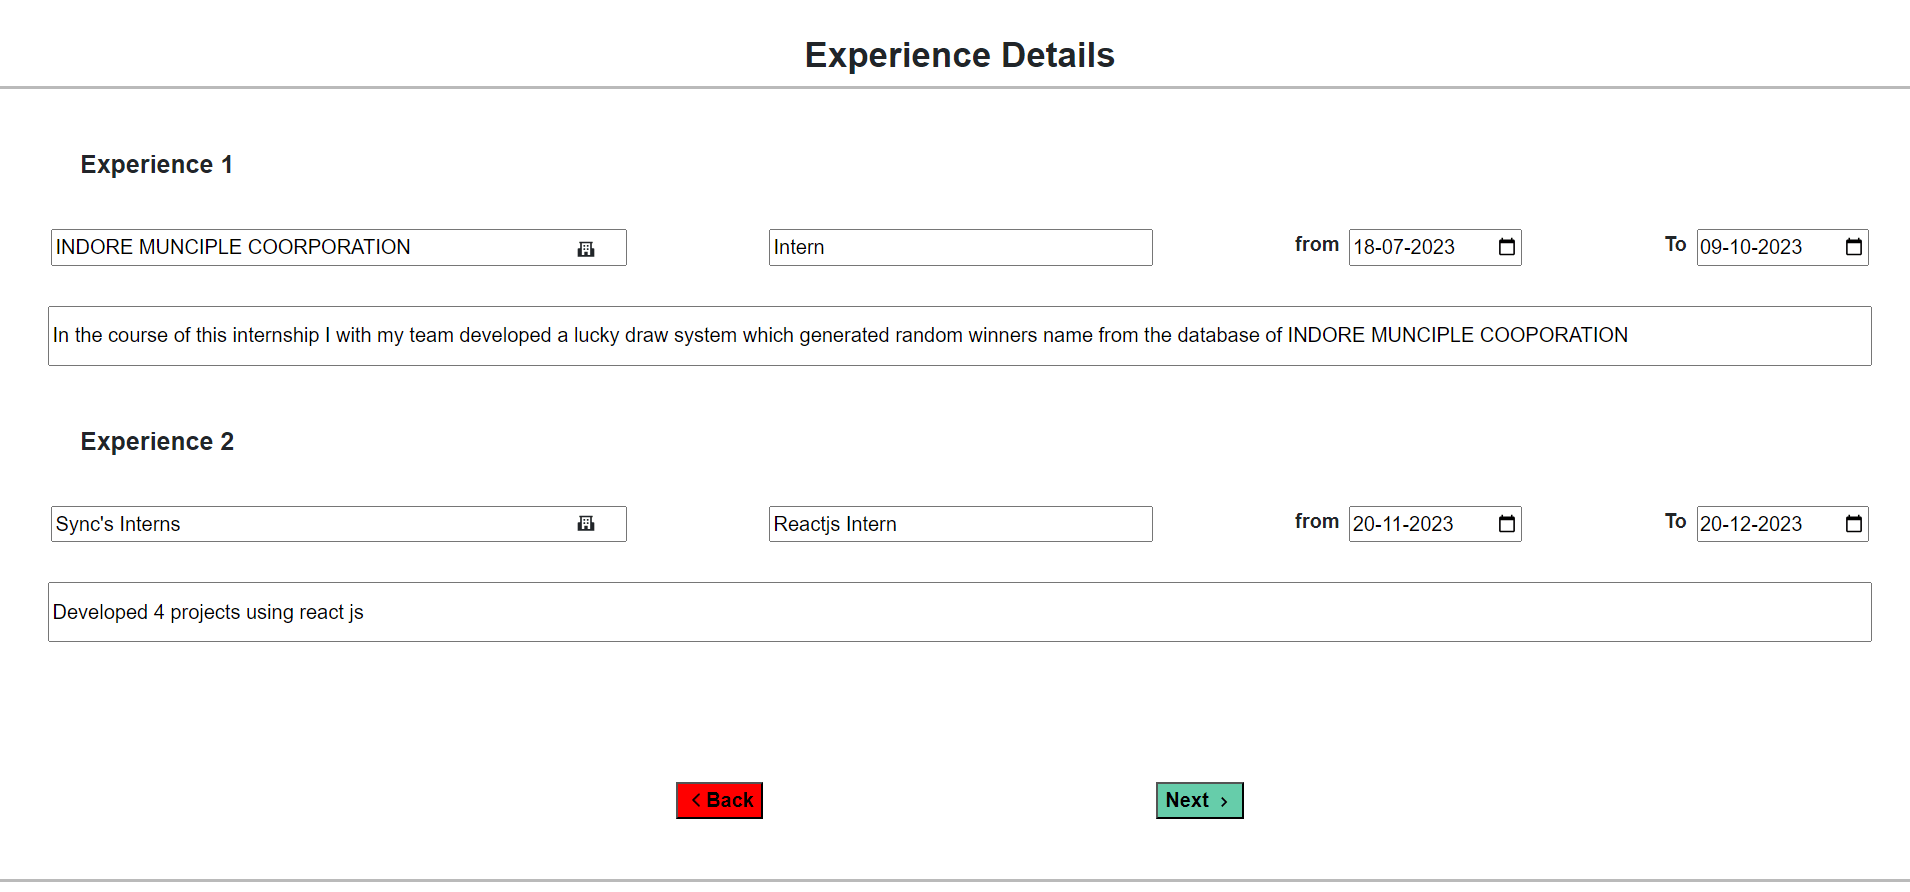 Experience Details
Experience 1
INDORE MUNCIPLE COORPORATION Intern from 18-07-2023 To 09-10-2023
In the course of this internship I with my team developed a lucky draw system which generated random winners name from the database of INDORE MUNCIPLE COOPORATION
Experience 2
Sync's Interns Reactjs Intern from 20-11-2023 To 20-12-2023
Developed 4 projects using react js
Back Next